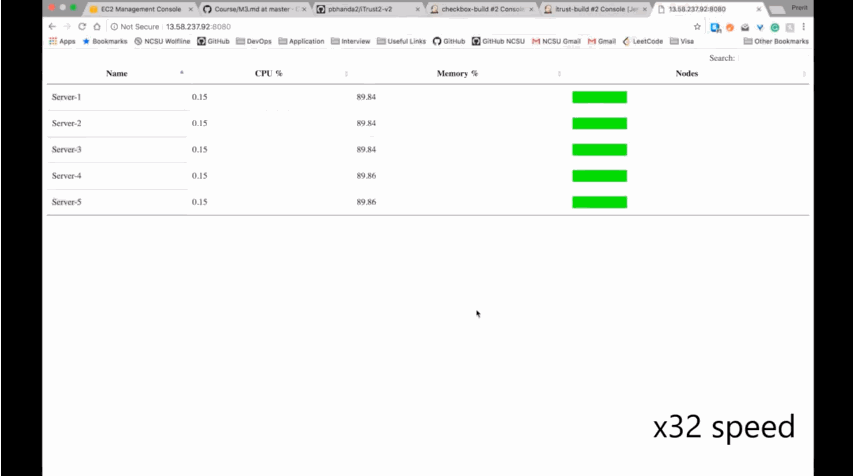 EC2 Management Console
Course/M3.md at master · 
ptbhanda2/iTrust2-v2
checkbox-build #2 Console
itrust-build #2 Console [Jen
13.58.237.92:8080
Prerit
Not Secure 13.58.237.92:8080
Apps Bookmarks NCSU Wolfline GitHub DevOps Application Interview Useful Links GitHub GitHub NCSU NCSU Gmail Gmail LeetCode Visa Other Bookmarks
Search:
Name CPU % Memory % Nodes
Server-1 0.15 89.84
Server-2 0.15 89.84
Server-3 0.15 89.84
Server-4 0.15 89.86
Server-5 0.15 89.86
x32 speed